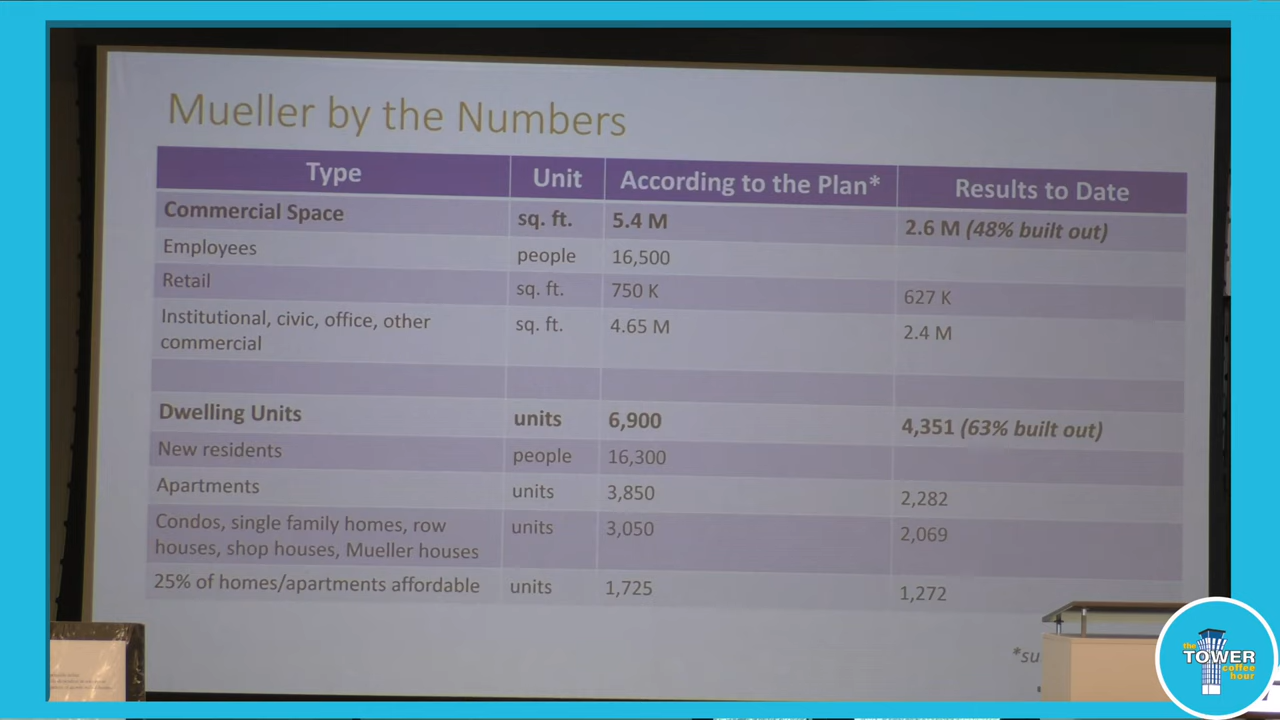 Mueller by the Numbers
Type Unit According to the Plan* Results to Date
Commercial Space sq. ft. 5.4 M 2.6 M (48% built out)
Employees people 16,500
Retail sq. ft. 750 K 627 K
Institutional, civic, office, other
commercial sq. ft. 4.65 M 2.4 M
Dwelling Units units 6,900 4,351 (63% built out)
New residents people 16,300
Apartments units 3,850 2,282
Condos, single family homes, row
houses, shop houses, Mueller houses units 3,050 2,069
25% of homes/apartments affordable units 1,725 1,272
the
TOWER
coffee
hour